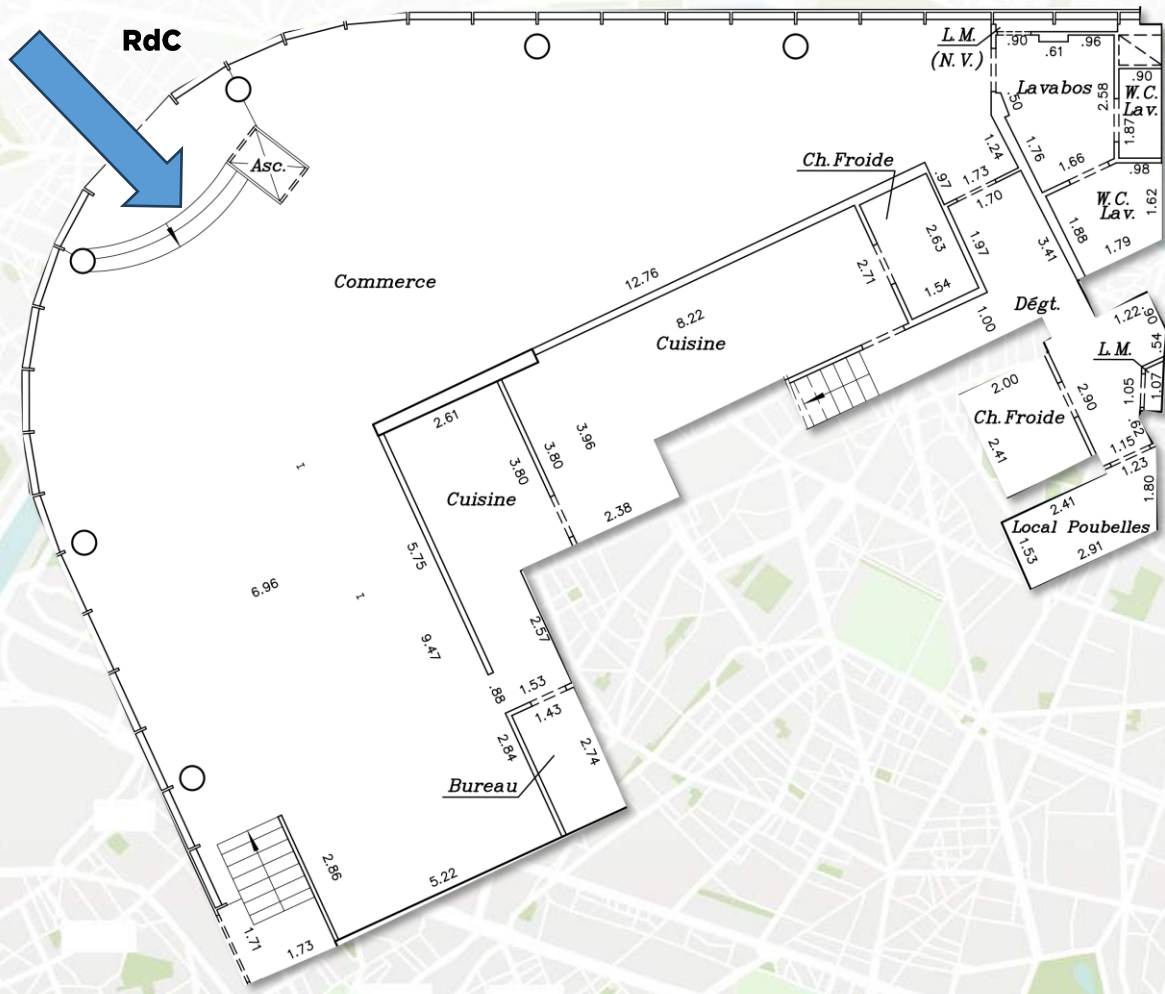 RdC
L.M.
(N.V.)
.90
.61
.96
.90
Lavabos
W.C.
Lav.
2.58
1.87
.50
1.24
1.76
1.66
.98
Asc.
Ch.Froide
.97
1.73
1.70
W.C.
Lav.
1.62
1.88
1.79
2.63
1.97
3.41
2.71
1.54
Commerce
12.76
8.22
Cuisine
1.00
Dégt.
1.22
.90
.54
L.M.
1.05
1.07
2.00
2.90
Ch.Froide
2.41
.62
1.15
1.23
1.80
2.41
Local Poubelles
1.53
2.91
2.61
3.96
3.80
3.80
Cuisine
2.38
I
5.75
6.96
I
9.47
2.57
.88
1.53
1.43
2.84
2.74
Bureau
2.86
5.22
1.71
1.73